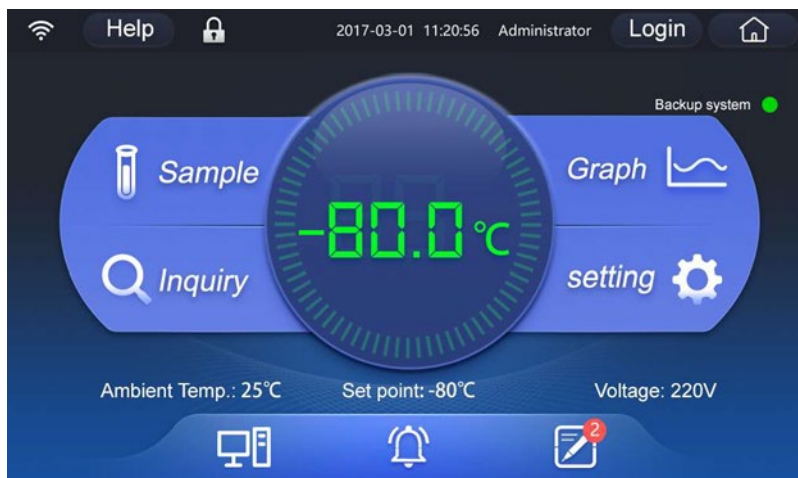 Help 2017-03-01 11:20:56 Administrator Login
Backup system
Sample
Graph
-80.0 ℃
Inquiry
setting
Ambient Temp.: 25℃ Set point: -80℃ Voltage: 220V
2